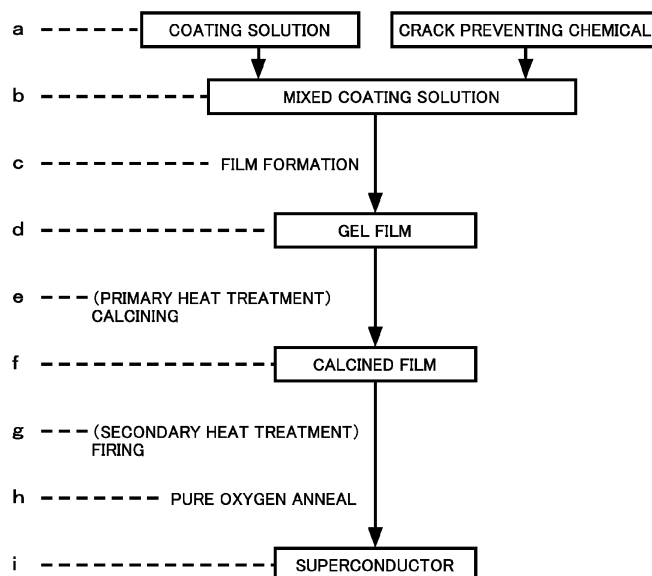 a
COATING SOLUTION
CRACK PREVENTING CHEMICAL
b
MIXED COATING SOLUTION
c
FILM FORMATION
d
GEL FILM
e
(PRIMARY HEAT TREATMENT)
CALCINING
f
CALCINED FILM
g
(SECONDARY HEAT TREATMENT)
FIRING
h
PURE OXYGEN ANNEAL
i
SUPERCONDUCTOR